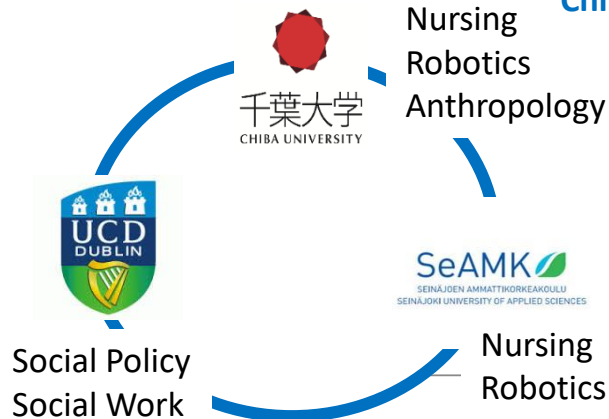 Chi
Nursing
Robotics
Anthropology
千葉大学
CHIBA UNIVERSITY
UCD
DUBLIN
SeAMK
SEINÄJOEN AMMATTIKORKEAKOULU
SEINÄJOKI UNIVERSITY OF APPLIED SCIENCES
Social Policy
Social Work
Nursing
Robotics